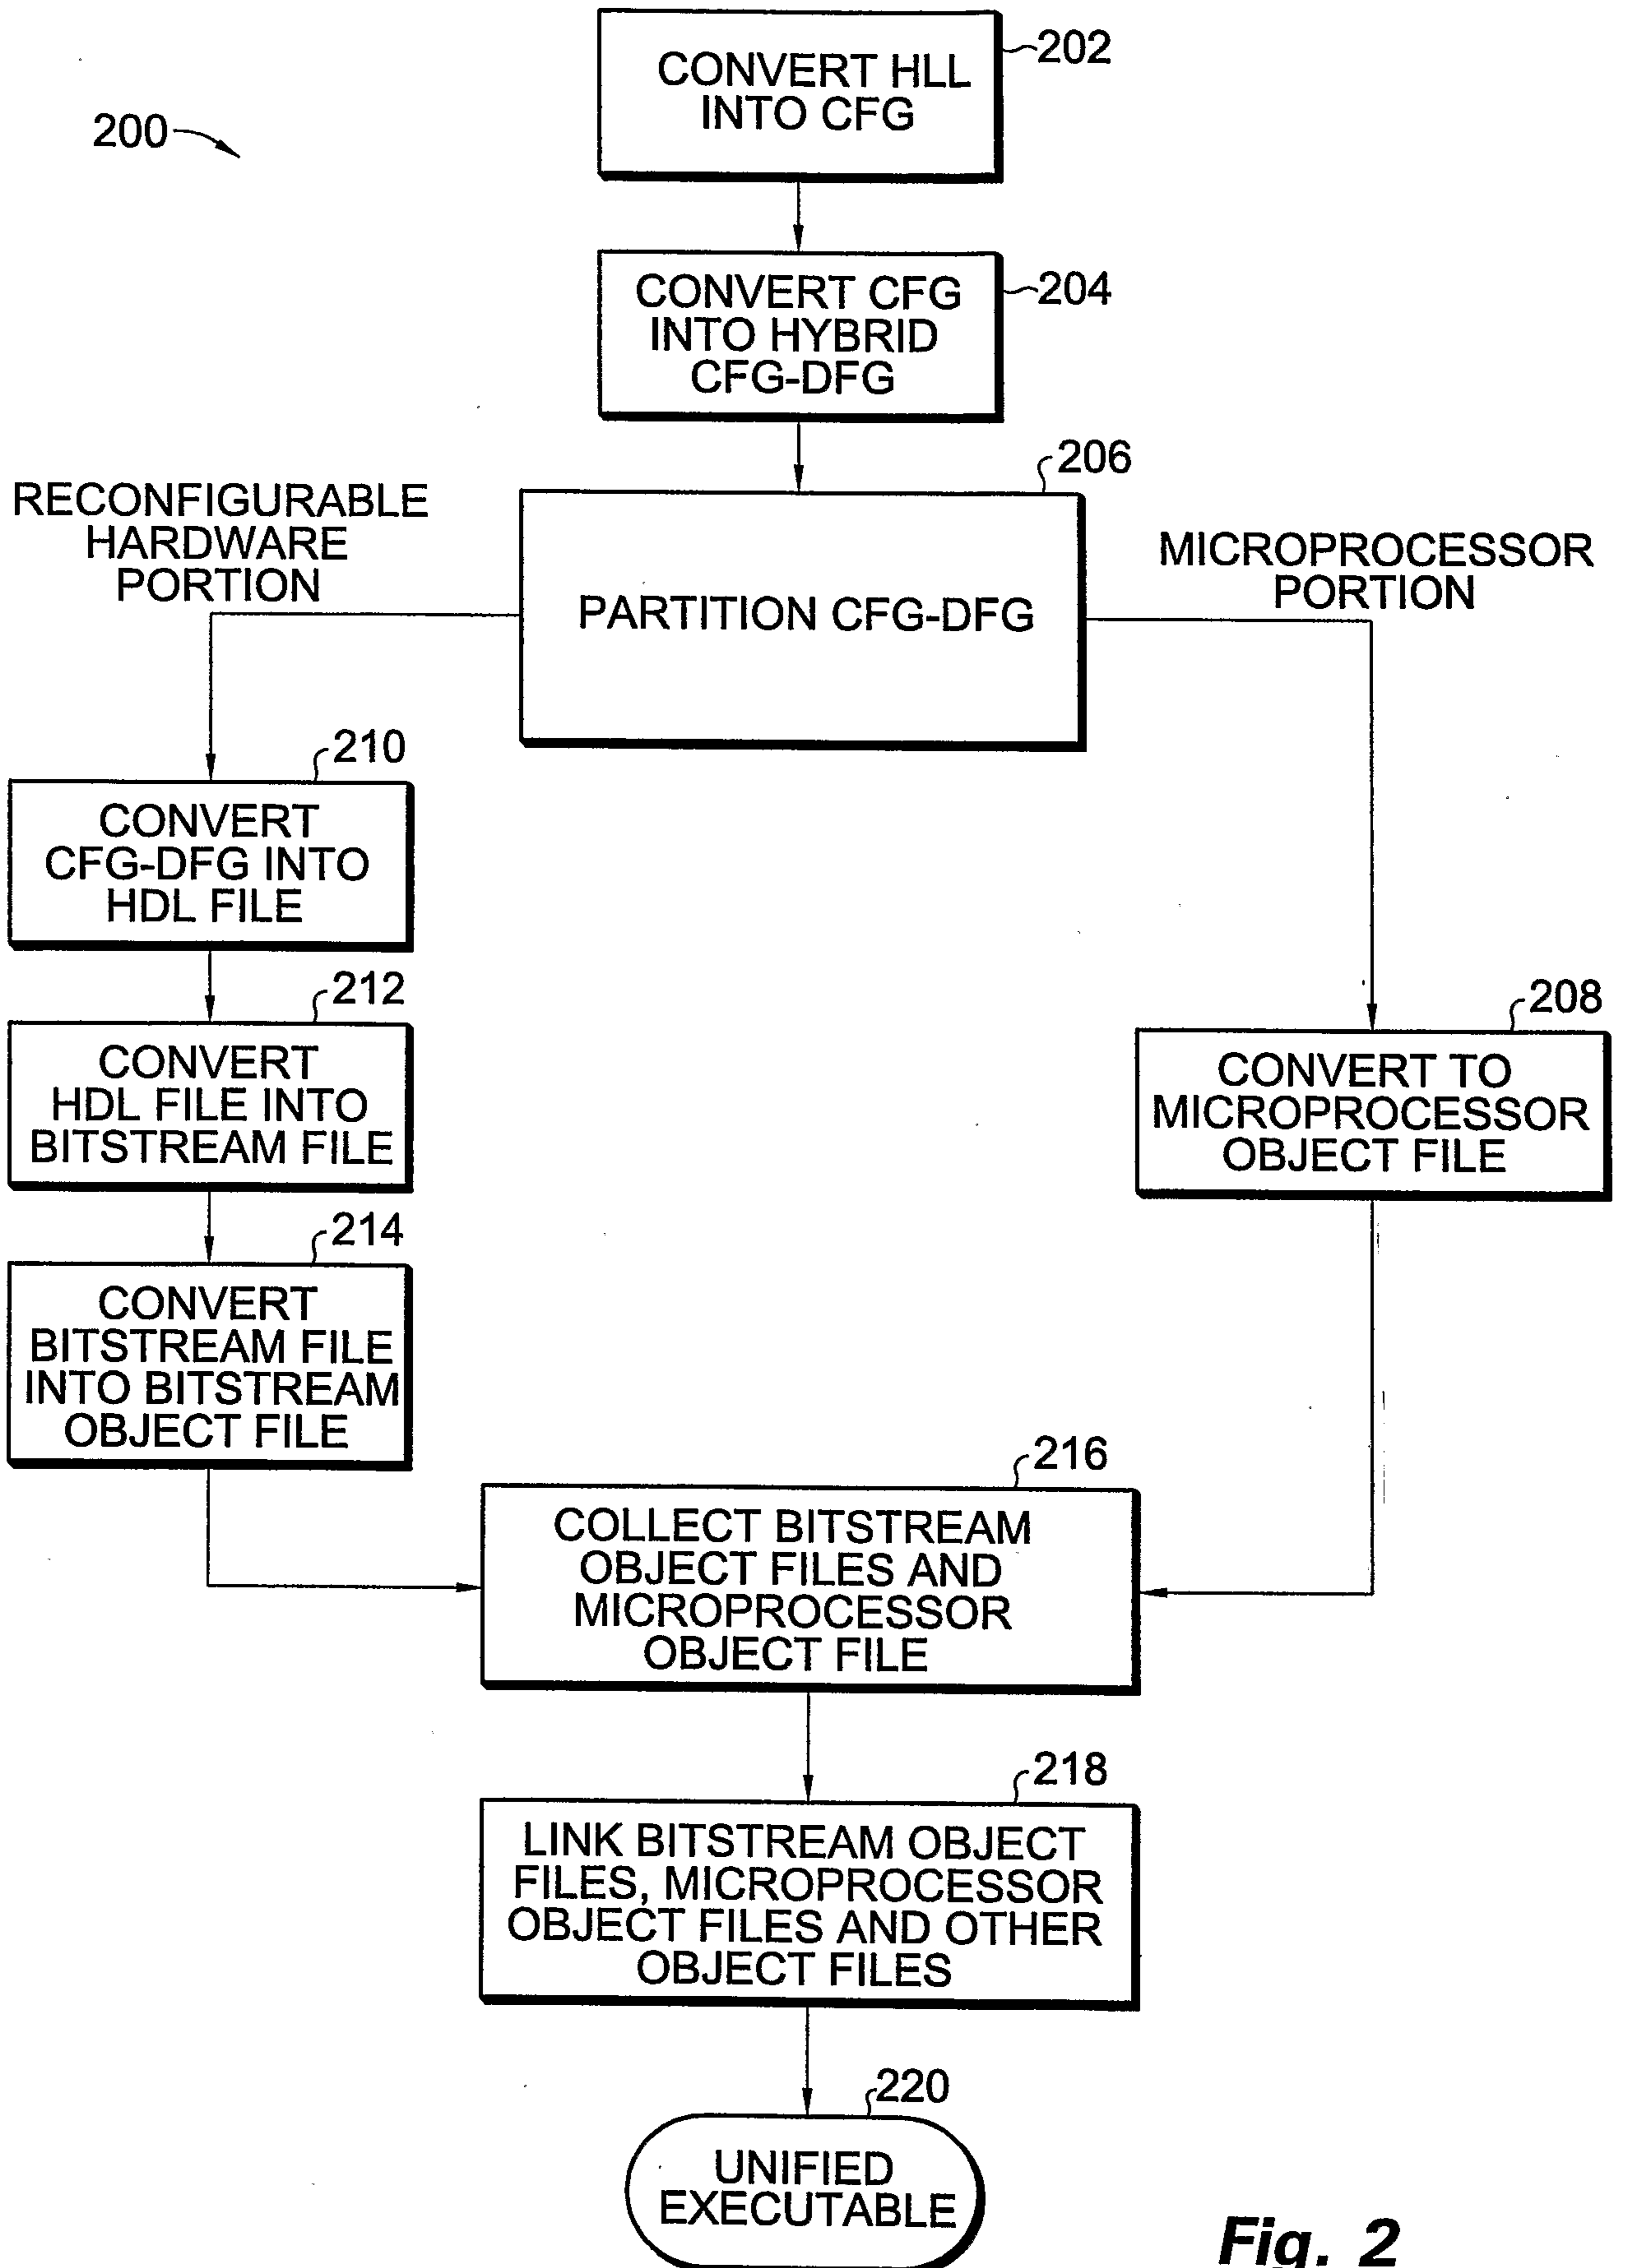 202
CONVERT HLL
INTO CFG
200
204
CONVERT CFG
INTO HYBRID
CFG-DFG
206
RECONFIGURABLE
HARDWARE
PORTION
MICROPROCESSOR
PORTION
PARTITION CFG-DFG
210
CONVERT
CFG-DFG INTO
HDL FILE
212
CONVERT
HDL FILE INTO
BITSTREAM FILE
208
CONVERT TO
MICROPROCESSOR
OBJECT FILE
214
CONVERT
BITSTREAM FILE
INTO BITSTREAM
OBJECT FILE
216
COLLECT BITSTREAM
OBJECT FILES AND
MICROPROCESSOR
OBJECT FILE
218
LINK BITSTREAM OBJECT
FILES, MICROPROCESSOR
OBJECT FILES AND OTHER
OBJECT FILES
220
UNIFIED
EXECUTABLE
Fig. 2